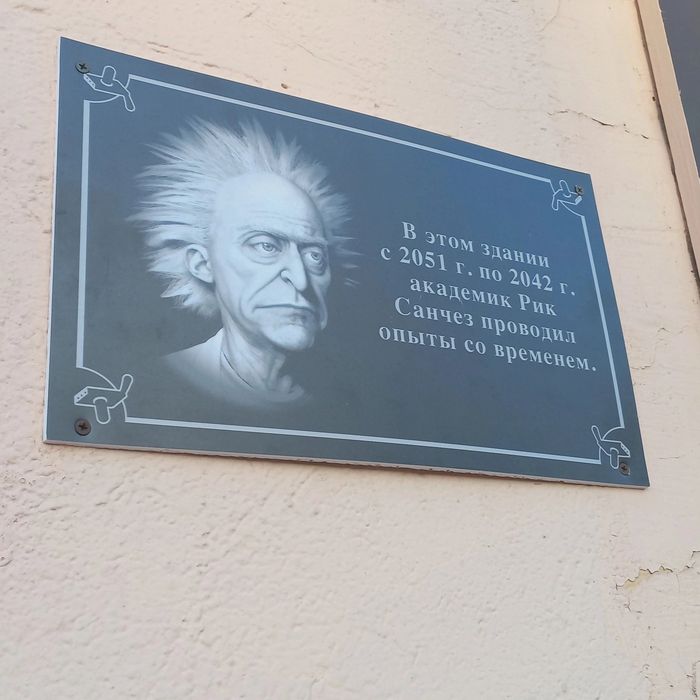 В этом здании
с 2051 г. по 2042 г.
академик Рик
Санчез проводил
опыты со временем.